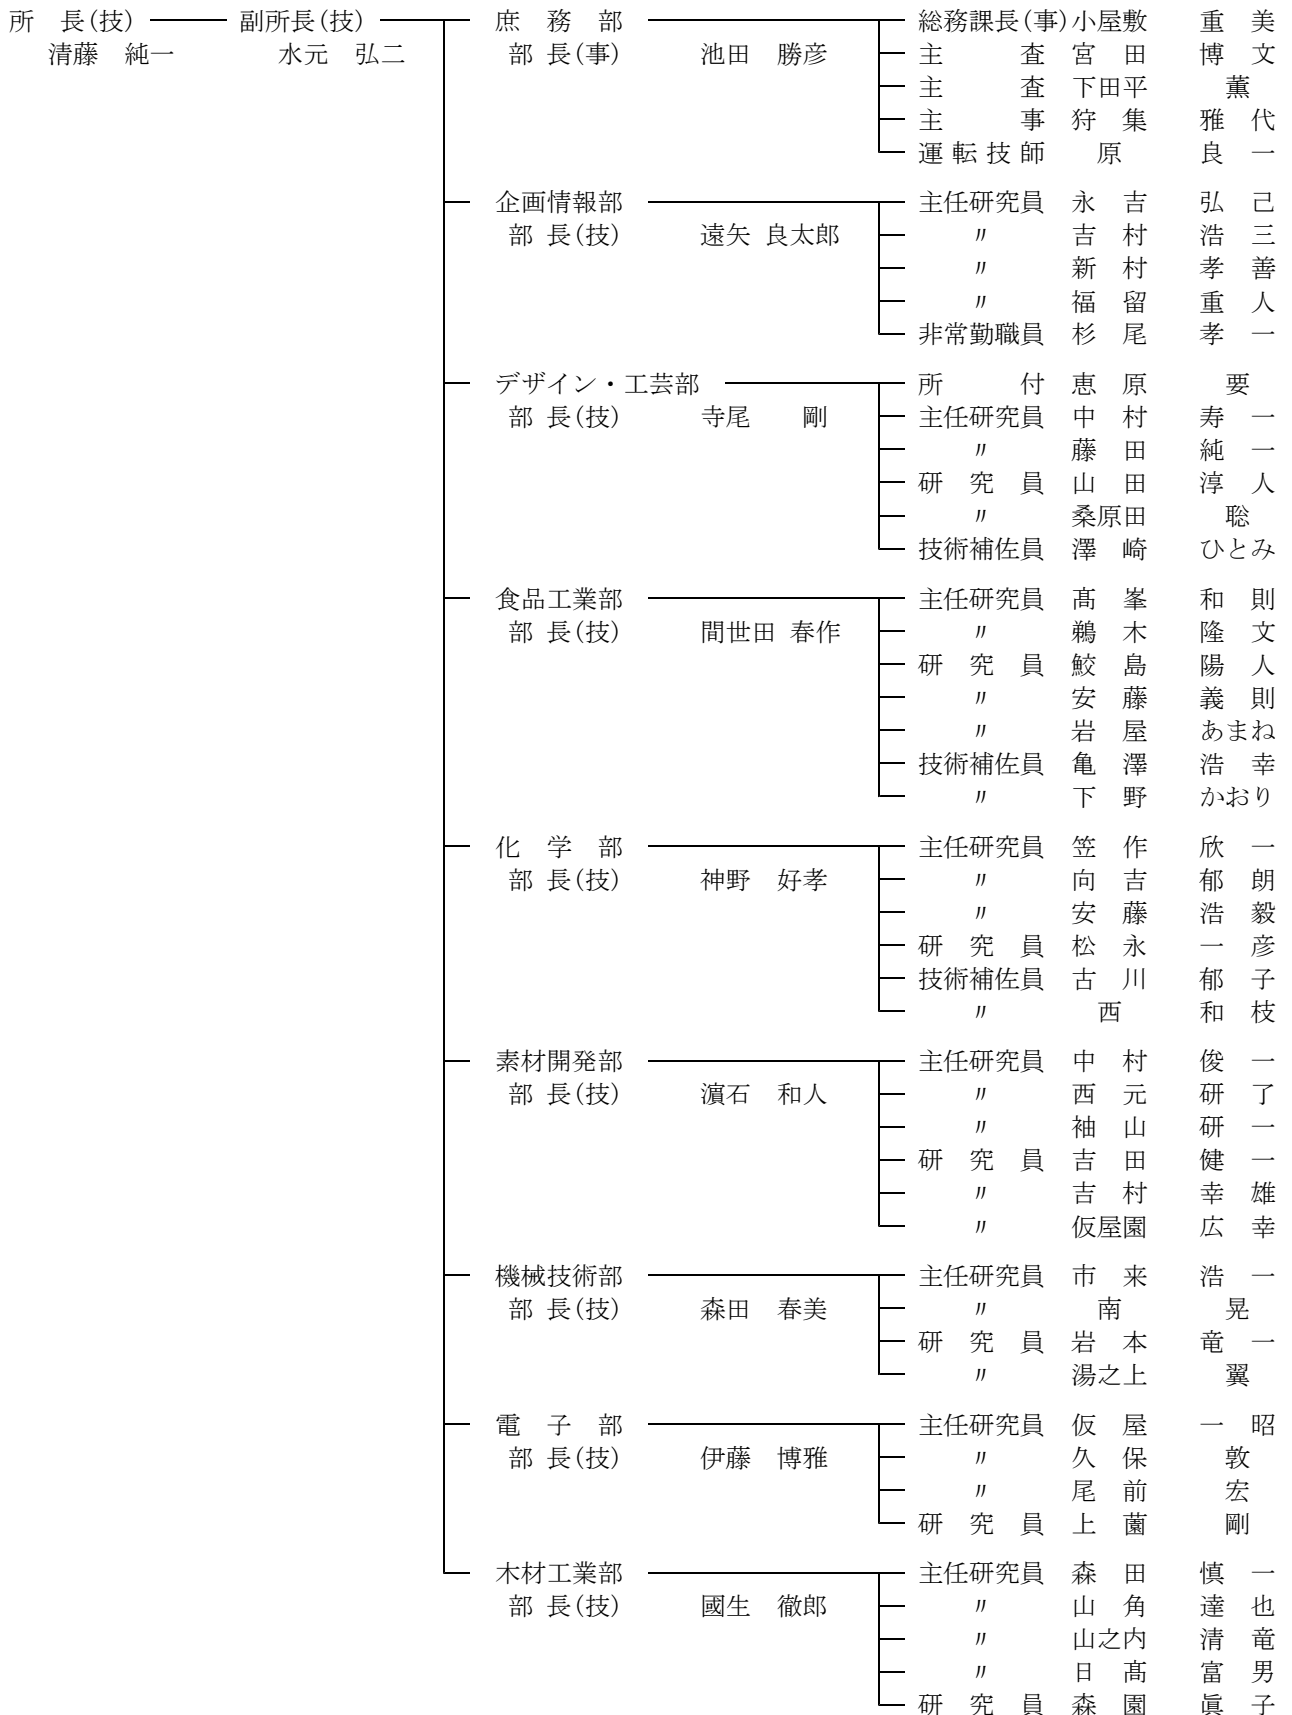 所　長(技) 副所長(技) 庶　務　部 総務課長(事) 小屋敷　重　美
清藤　純一 水元　弘二 部 長(事) 池田　勝彦 主　　査 宮　田　博　文
主　　査 下田平　薫
主　　事 狩　集　雅　代
運転技師 原　良　一
企画情報部 主任研究員 永　吉　弘　己
部 長(技) 遠矢 良太郎 〃 吉　村　浩　三
〃 新　村　孝　善
〃 福　留　重　人
非常勤職員 杉　尾　孝　一
デザイン・工芸部 所　　付 恵　原　要
部 長(技) 寺尾　剛 主任研究員 中　村　寿　一
〃 藤　田　純　一
研　究　員 山　田　淳　人
〃 桑原田　聡
技術補佐員 澤　崎　ひとみ
食品工業部 主任研究員 髙　峯　和　則
部 長(技) 間世田 春作 〃 鵜　木　隆　文
研　究　員 鮫　島　陽　人
〃 安　藤　義　則
〃 岩　屋　あまね
技術補佐員 亀　澤　浩　幸
〃 下　野　かおり
化　学　部 主任研究員 笠　作　欣　一
部 長(技) 神野　好孝 〃 向　吉　郁　朗
〃 安　藤　浩　毅
研　究　員 松　永　一　彦
技術補佐員 古　川　郁　子
〃 西　和　枝
素材開発部 主任研究員 中　村　俊　一
部 長(技) 濵石　和人 〃 西　元　研　了
〃 袖　山　研　一
研　究　員 吉　田　健　一
〃 吉　村　幸　雄
〃 仮屋園　広　幸
機械技術部 主任研究員 市　来　浩　一
部 長(技) 森田　春美 〃 南　晃
研　究　員 岩　本　竜　一
〃 湯之上　翼
電　子　部 主任研究員 仮　屋　一　昭
部 長(技) 伊藤　博雅 〃 久　保　敦
〃 尾　前　宏
研　究　員 上　薗　剛
木材工業部 主任研究員 森　田　慎　一
部 長(技) 國生　徹郎 〃 山　角　達　也
〃 山之内　清　竜
〃 日　髙　富　男
研　究　員 森　園　眞　子